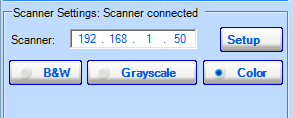 Scanner Settings: Scanner connected
Scanner: 192 . 168 . 1 . 50 Setup
B&W Grayscale Color